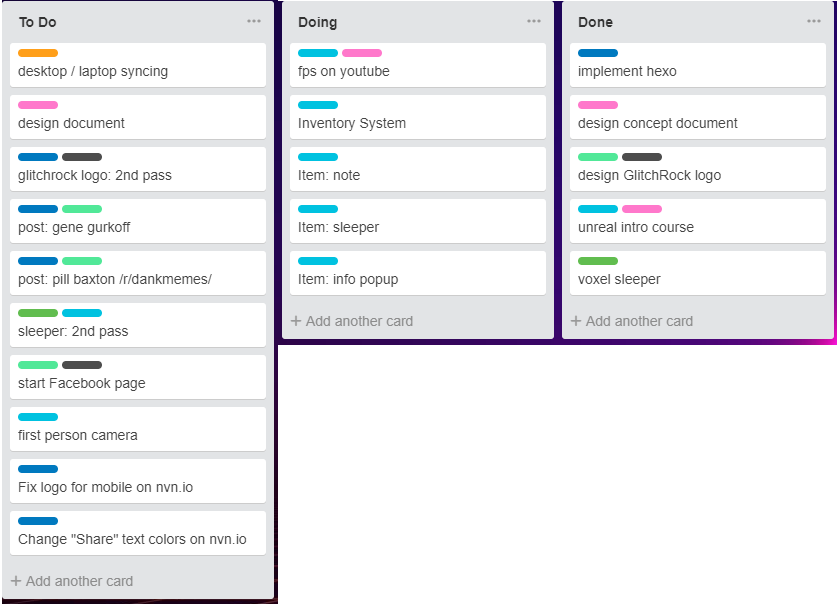 To Do
desktop / laptop syncing
design document
glitchrock logo: 2nd pass
post: gene gurkoff
post: pill baxton /r/dankmemes/
sleeper: 2nd pass
start Facebook page
first person camera
Fix logo for mobile on nvn.io
Change "Share" text colors on nvn.io
+ Add another card
Doing
fps on youtube
Inventory System
Item: note
Item: sleeper
Item: info popup
+ Add another card
Done
implement hexo
design concept document
design GlitchRock logo
unreal intro course
voxel sleeper
+ Add another card